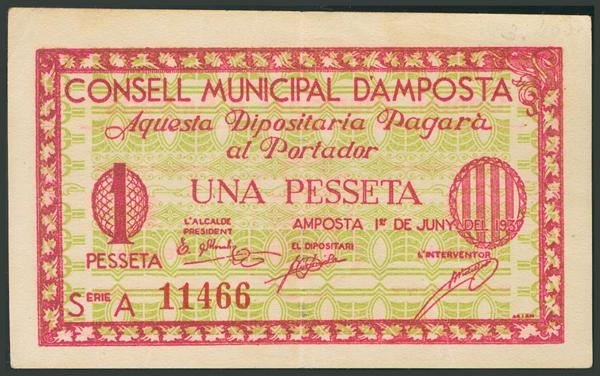 CONSELL MUNICIPAL D'AMPOSTA
Aquesta Dipositaria Pagarà
al Portador
1
UNA PESSETA
L'ALCALDE
PRESIDENT
AMPOSTA 1er DE JUNY DEL 193
EL DIPOSITARI
L'INTERVENTOR
PESSETA
SERIE A 11466